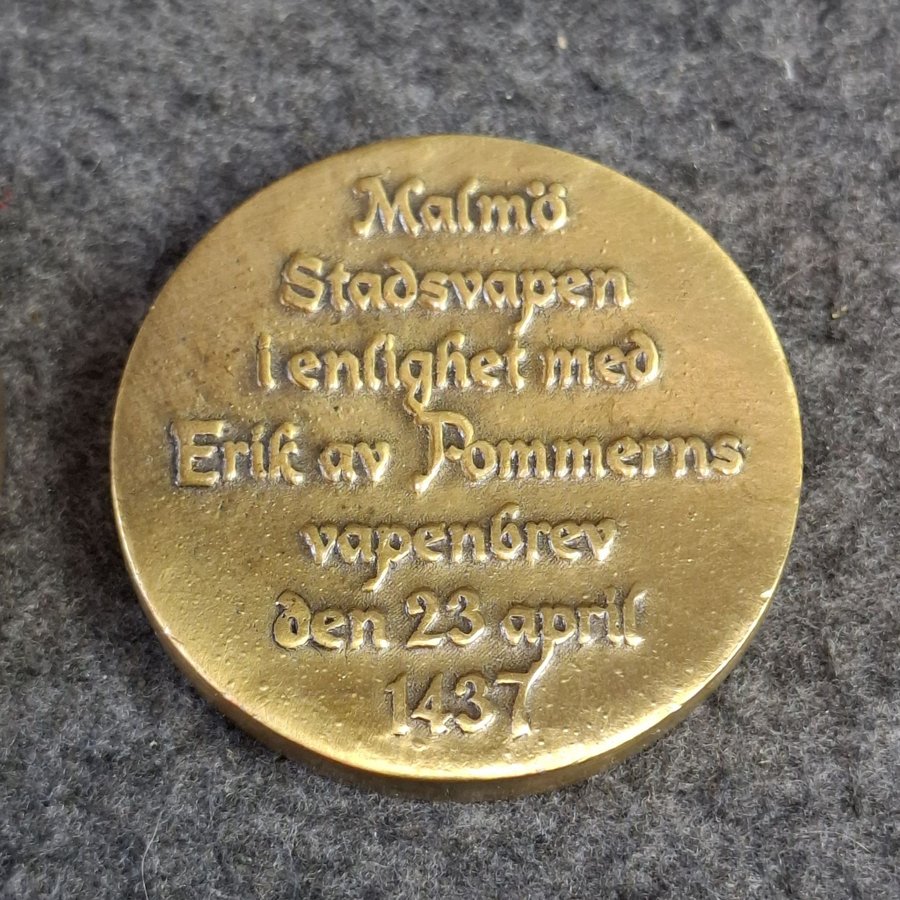 Malmö
Stadsvapen
i enlighet med
Erik av Pommerns
vapenbrev
den 23 april
1437